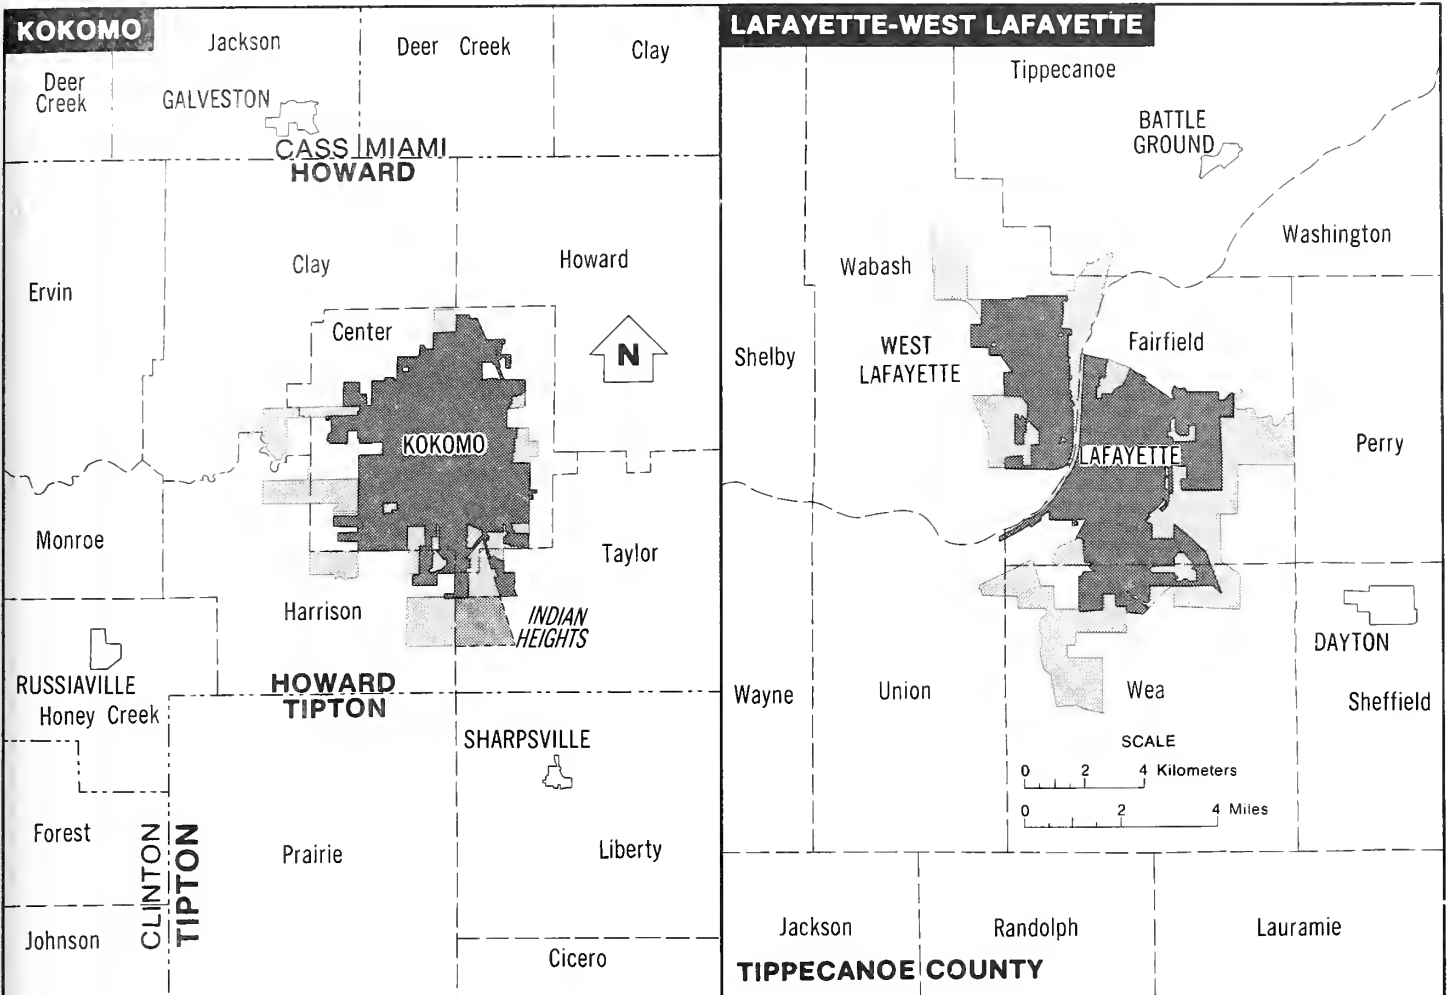 KOKOMO
Jackson
Deer Creek
Clay
Deer
Creek
GALVESTON
CASS MIAMI
HOWARD
Clay
Howard
Ervin
Center
N
KOKOMO
Monroe
Taylor
Harrison
INDIAN
HEIGHTS
RUSSIAVILLE
Honey Creek
HOWARD
TIPTON
SHARPSVILLE
Forest
CLINTON
TIPTON
Prairie
Liberty
Johnson
Cicero
LAFAYETTE-WEST LAFAYETTE
Tippecanoe
BATTLE
GROUND
Washington
Wabash
Shelby
WEST
LAFAYETTE
Fairfield
Perry
LAFAYETTE
DAYTON
Wayne
Union
Wea
Sheffield
SCALE
0 2 4 Kilometers
0 2 4 Miles
Jackson
Randolph
Lauramie
TIPPECANOE COUNTY